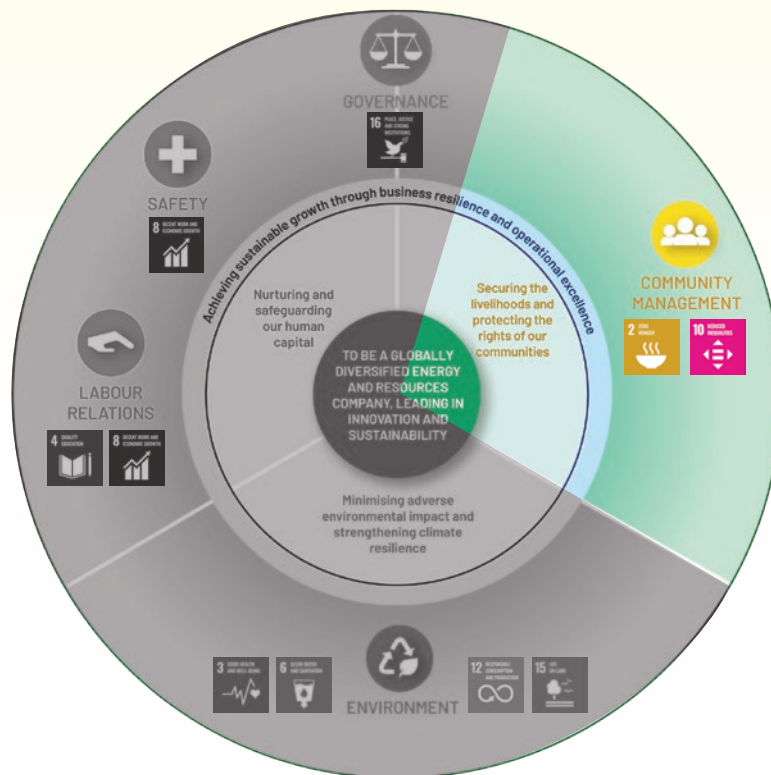 GOVERNANCE
16 PEACE, JUSTICE
AND STRONG
INSTITUTIONS
SAFETY
8 DECENT WORK AND
ECONOMIC GROWTH
Achieving sustainable growth through business resilience and operational excellence
COMMUNITY
MANAGEMENT
2 ZERO
HUNGER
10 REDUCED
INEQUALITIES
Nurturing and
safeguarding
our human
capital
Securing the
livelihoods and
protecting the
rights of our
communities
LABOUR
RELATIONS
4 QUALITY
EDUCATION
8 DECENT WORK AND
ECONOMIC GROWTH
TO BE A GLOBALLY
DIVERSIFIED ENERGY
AND RESOURCES
COMPANY, LEADING IN
INNOVATION AND
SUSTAINABILITY
Minimising adverse
environmental impact and
strengthening climate
resilience
3 GOOD HEALTH
AND WELL-BEING
6 CLEAN WATER
AND SANITATION
ENVIRONMENT
12 RESPONSIBLE
CONSUMPTION
AND PRODUCTION
15 LIFE
ON LAND